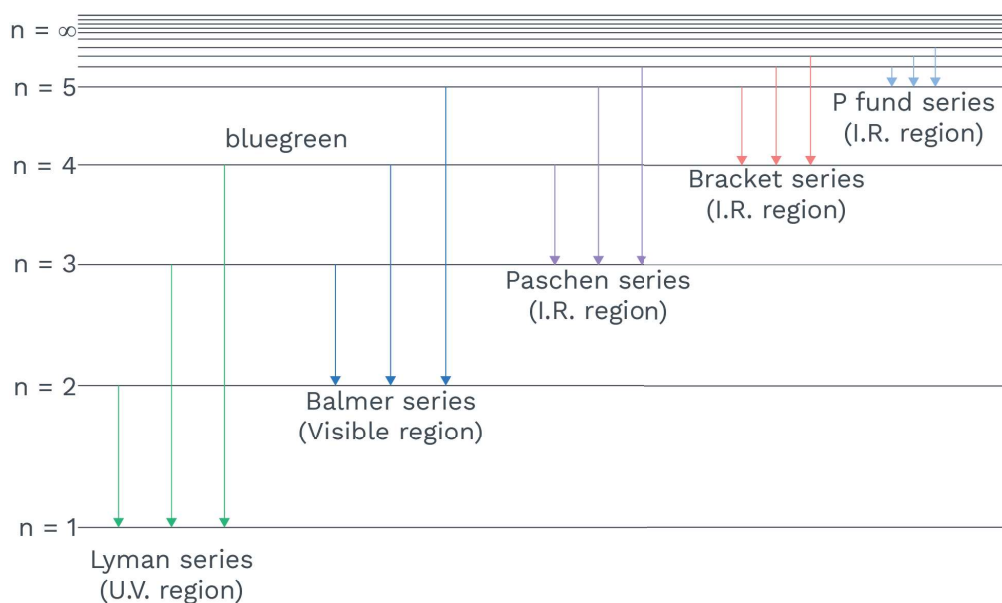 n = ∞
n = 5
P fund series
(I.R. region)
bluegreen
n = 4
Bracket series
(I.R. region)
n = 3
Paschen series
(I.R. region)
n = 2
Balmer series
(Visible region)
n = 1
Lyman series
(U.V. region)